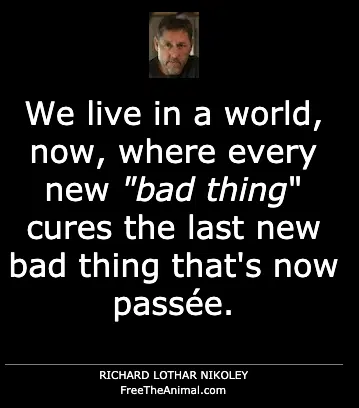 We live in a world,
now, where every
new "bad thing"
cures the last new
bad thing that's now
passée.
RICHARD LOTHAR NIKOLEY
FreeTheAnimal.com